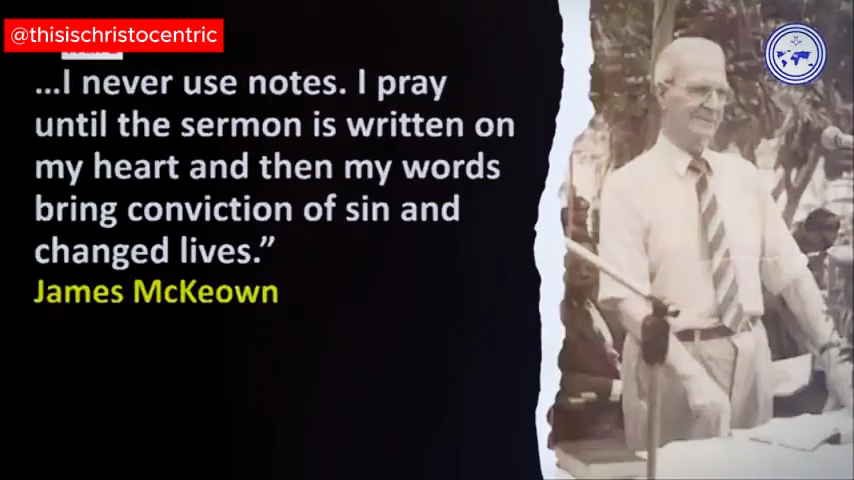 @thisischristocentric
...I never use notes. I pray
until the sermon is written on
my heart and then my words
bring conviction of sin and
changed lives.”
James McKeown